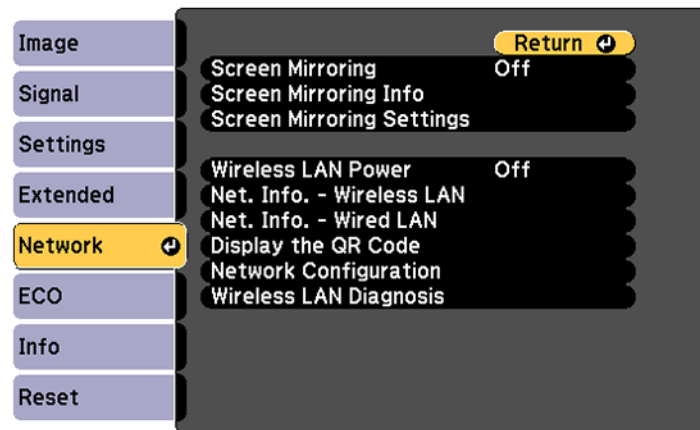 Image
Signal
Settings
Extended
Network
ECO
Info
Reset
Return
Screen Mirroring Off
Screen Mirroring Info
Screen Mirroring Settings
Wireless LAN Power Off
Net. Info. - Wireless LAN
Net. Info. - Wired LAN
Display the QR Code
Network Configuration
Wireless LAN Diagnosis